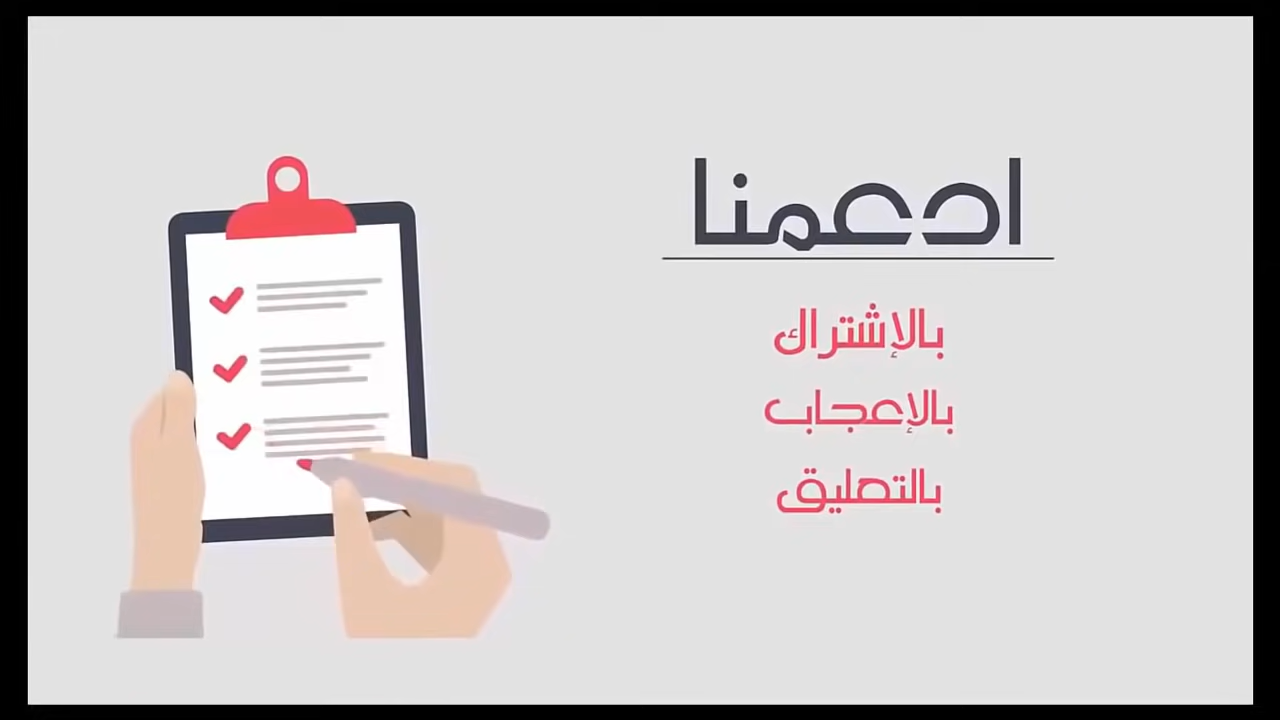 ادعمنا
بالإشتراك
بالإعجاب
بالتعليق